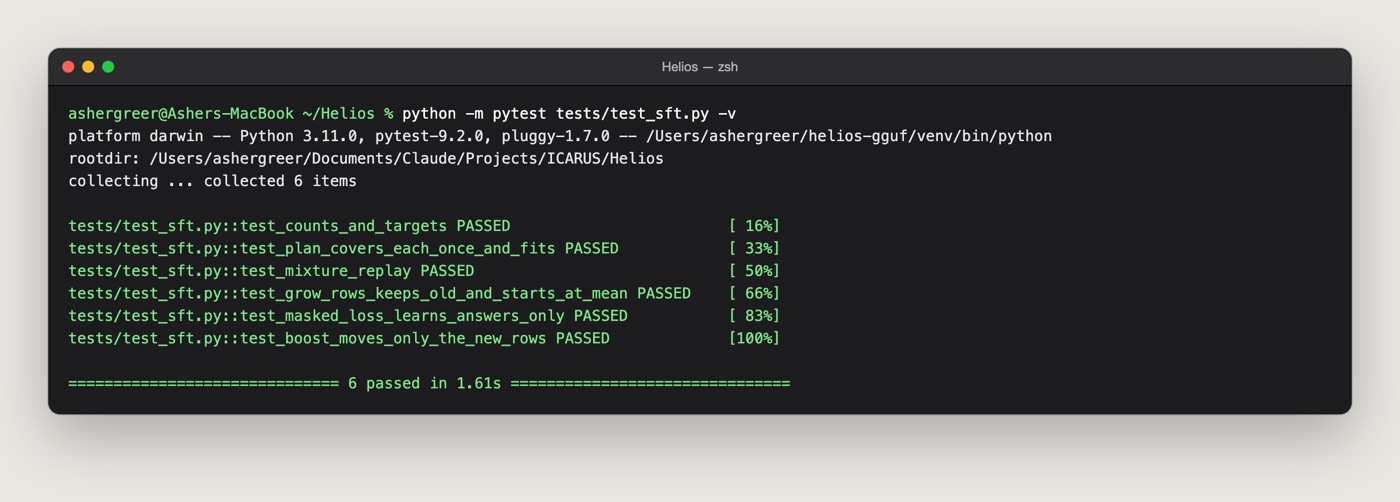 Helios — zsh
ashergreer@Ashers-MacBook ~/Helios % python -m pytest tests/test_sft.py -v
platform darwin -- Python 3.11.0, pytest-9.2.0, pluggy-1.7.0 -- /Users/ashergreer/helios-gguf/venv/bin/python
rootdir: /Users/ashergreer/Documents/Claude/Projects/ICARUS/Helios
collecting ... collected 6 items
tests/test_sft.py::test_counts_and_targets PASSED [ 16%]
tests/test_sft.py::test_plan_covers_each_once_and_fits PASSED [ 33%]
tests/test_sft.py::test_mixture_replay PASSED [ 50%]
tests/test_sft.py::test_grow_rows_keeps_old_and_starts_at_mean PASSED [ 66%]
tests/test_sft.py::test_masked_loss_learns_answers_only PASSED [ 83%]
tests/test_sft.py::test_boost_moves_only_the_new_rows PASSED [100%]
============================== 6 passed in 1.61s ===============================